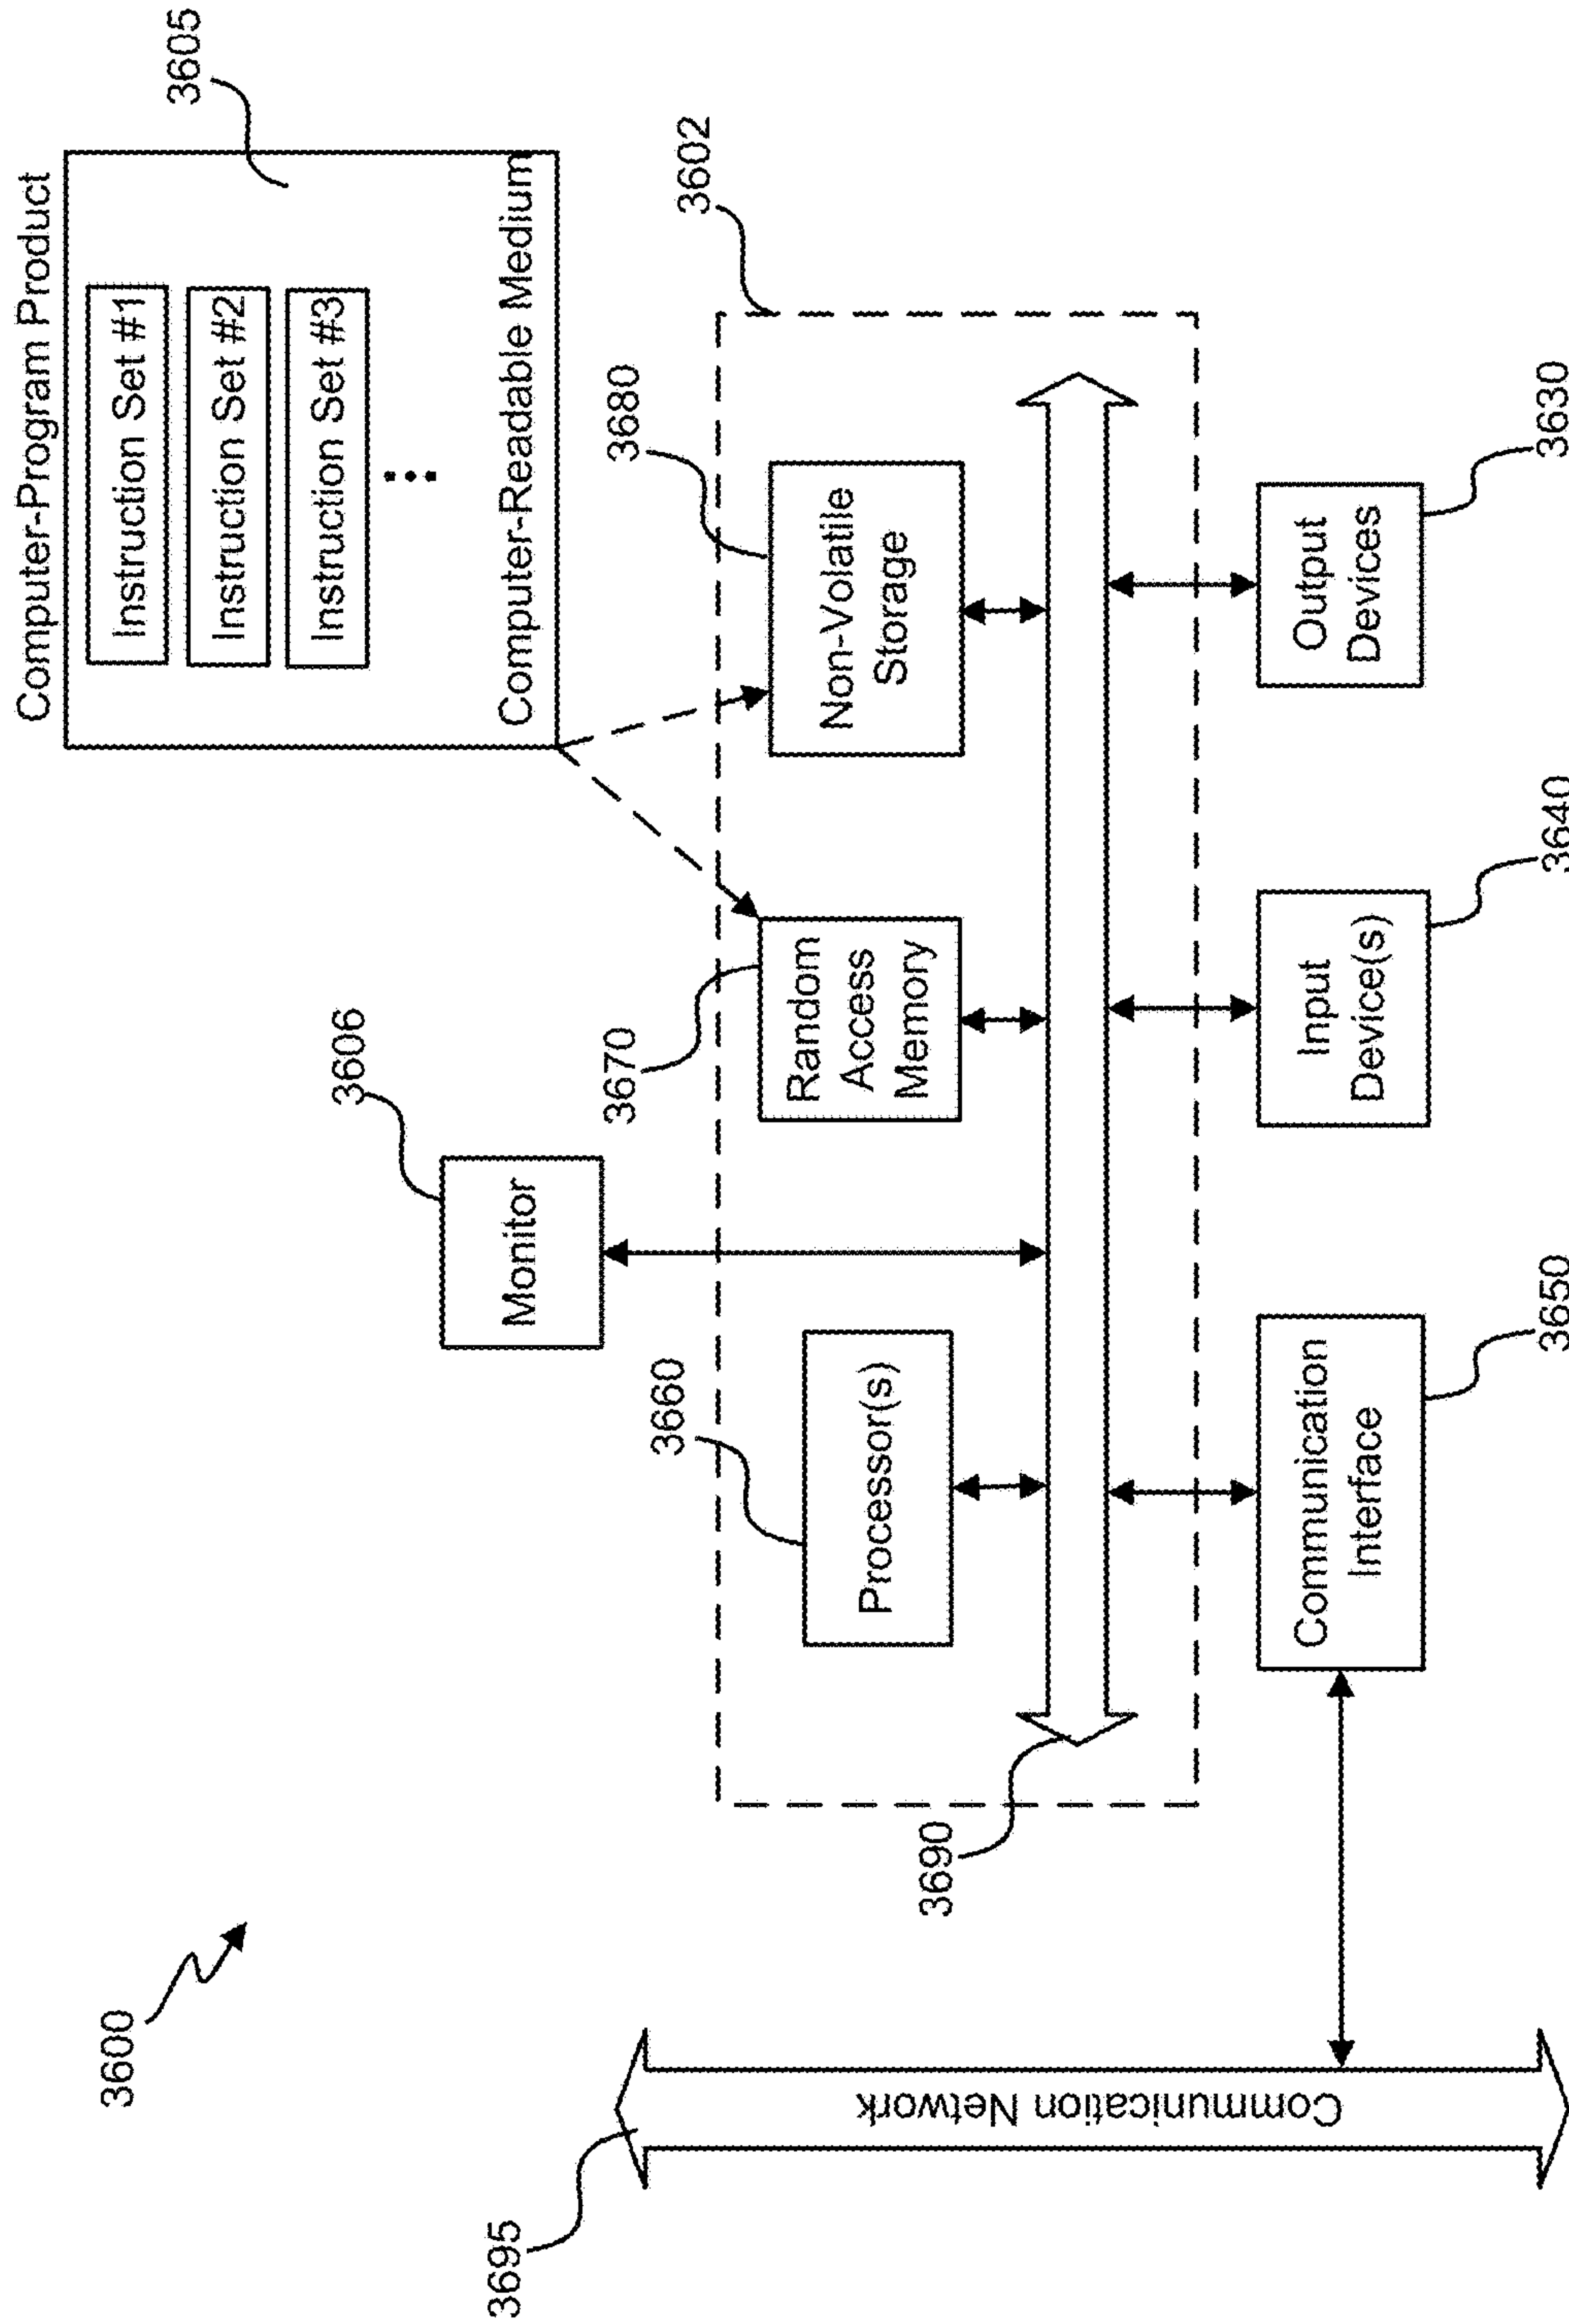 3600
Computer-Program Product
Instruction Set #1
Instruction Set #2
Instruction Set #3
Computer-Readable Medium
3605
3606
Monitor
3602
3660
Processor(s)
3670
Random
Access
Memory
3680
Non-Volatile
Storage
3690
3695
Communication Network
Communication
Interface
3650
Input
Device(s)
3640
Output
Devices
3630